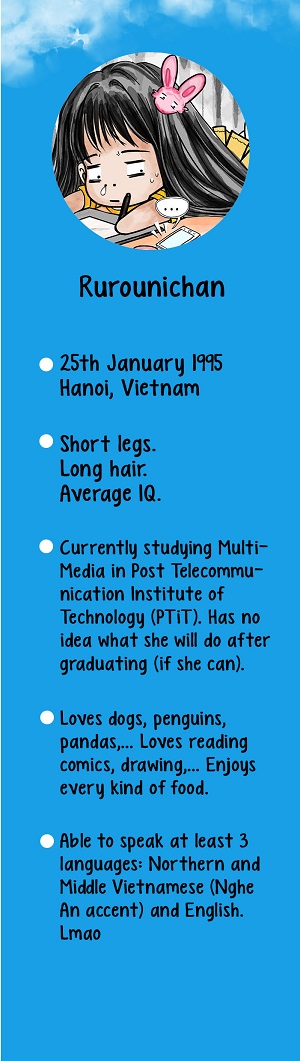 ...
Rurounichan
25th January 1995
Hanoi, Vietnam
Short legs.
Long hair.
Average IQ.
Currently studying Multi-
Media in Post Telecommu-
nication Institute of
Technology (PTiT). Has no
idea what she will do after
graduating (if she can).
Loves dogs, penguins,
pandas,... Loves reading
comics, drawing,... Enjoys
every kind of food.
Able to speak at least 3
languages: Northern and
Middle Vietnamese (Nghe
An accent) and English.
Lmao